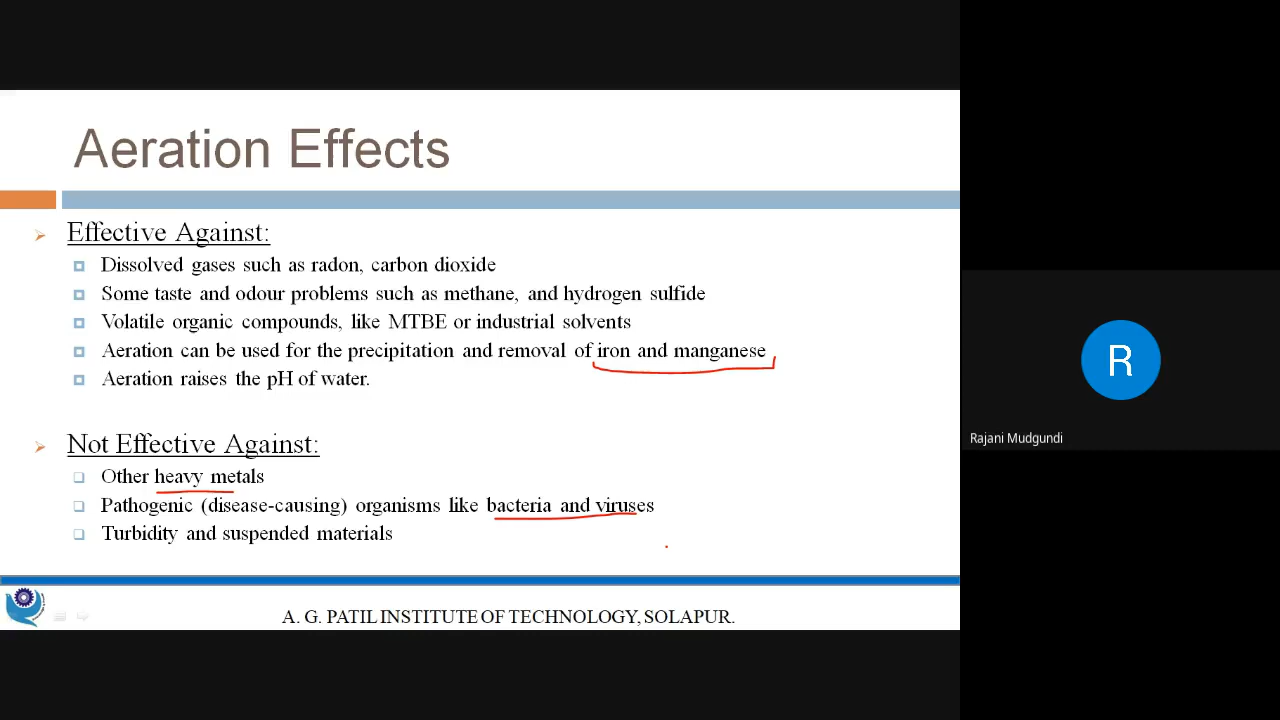 Aeration Effects
Effective Against:
Dissolved gases such as radon, carbon dioxide
Some taste and odour problems such as methane, and hydrogen sulfide
Volatile organic compounds, like MTBE or industrial solvents
Aeration can be used for the precipitation and removal of iron and manganese
Aeration raises the pH of water.
Not Effective Against:
Other heavy metals
Pathogenic (disease-causing) organisms like bacteria and viruses
Turbidity and suspended materials
A. G. PATIL INSTITUTE OF TECHNOLOGY, SOLAPUR.
R
Rajani Mudgundi